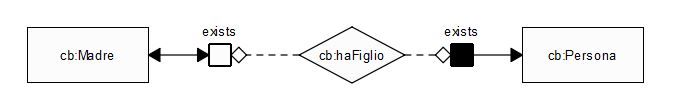 exists
exists
cb:Madre
cb:haFiglio
cb:Persona